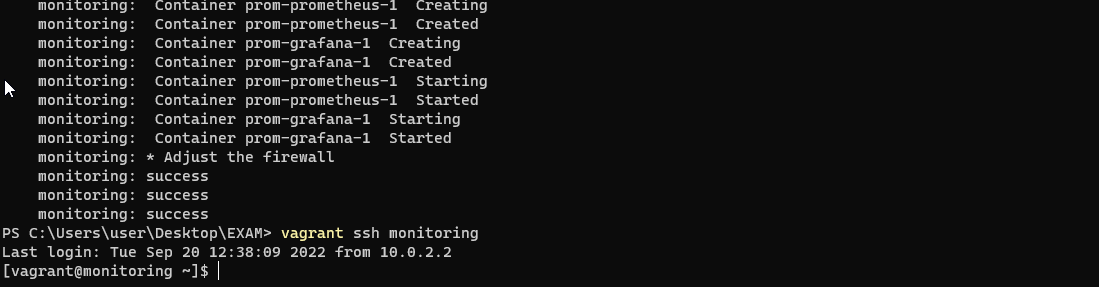 monitoring:  Container prom-prometheus-1  Creating
monitoring:  Container prom-prometheus-1  Created
monitoring:  Container prom-grafana-1  Creating
monitoring:  Container prom-grafana-1  Created
monitoring:  Container prom-prometheus-1  Starting
monitoring:  Container prom-prometheus-1  Started
monitoring:  Container prom-grafana-1  Starting
monitoring:  Container prom-grafana-1  Started
monitoring: * Adjust the firewall
monitoring: success
monitoring: success
monitoring: success
PS C:\Users\user\Desktop\EXAM> vagrant ssh monitoring
Last login: Tue Sep 20 12:38:09 2022 from 10.0.2.2
[vagrant@monitoring ~]$